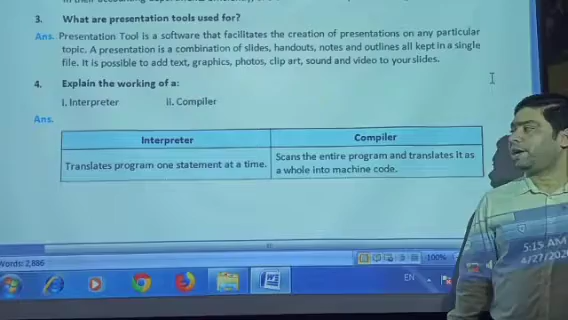 3. What are presentation tools used for?
Ans. Presentation Tool is a software that facilitates the creation of presentations on any particular
topic. A presentation is a combination of slides, handouts, notes and outlines all kept in a single
file. It is possible to add text, graphics, photos, clip art, sound and video to your slides.
4. Explain the working of a:
i. Interpreter ii. Compiler
Ans.
Interpreter Compiler
Translates program one statement at a time. Scans the entire program and translates it as
a whole into machine code.
Words: 2,886 100%
EN
5:15 AM
4/27/202